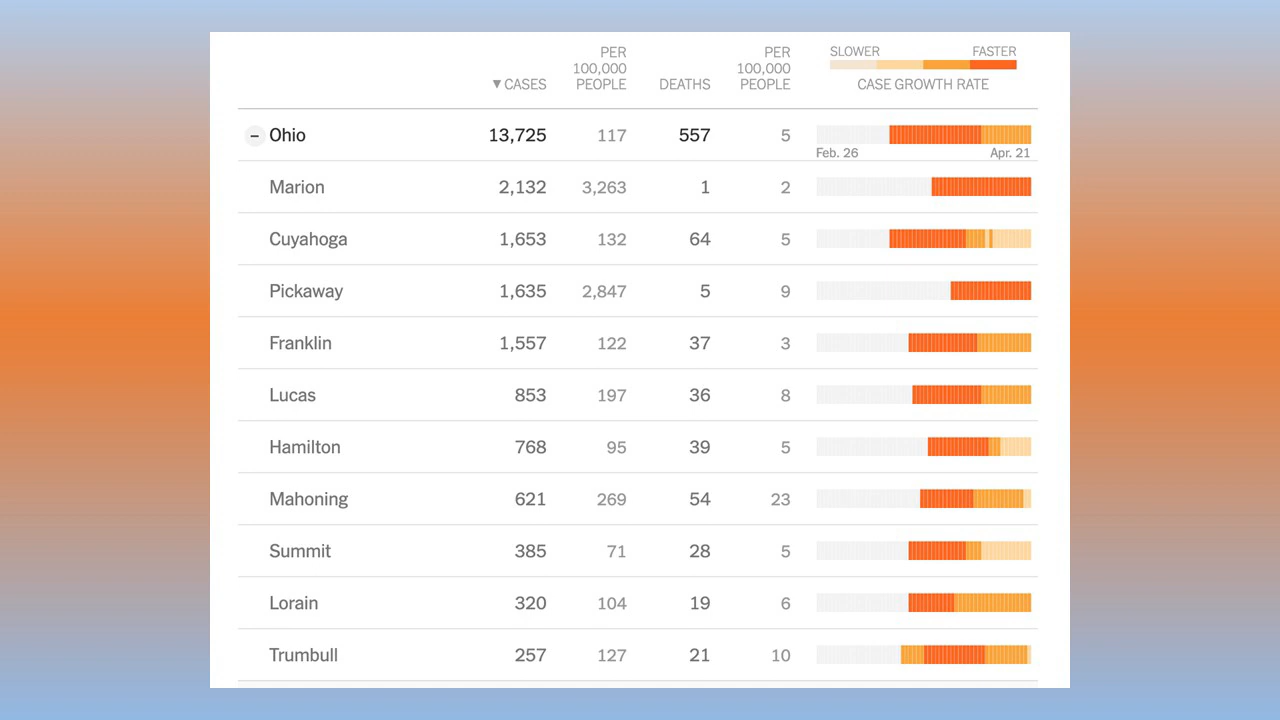 ▼ CASES PER 100,000 PEOPLE DEATHS PER 100,000 PEOPLE SLOWER FASTER CASE GROWTH RATE
– Ohio 13,725 117 557 5
Feb. 26 Apr. 21
Marion 2,132 3,263 1 2
Cuyahoga 1,653 132 64 5
Pickaway 1,635 2,847 5 9
Franklin 1,557 122 37 3
Lucas 853 197 36 8
Hamilton 768 95 39 5
Mahoning 621 269 54 23
Summit 385 71 28 5
Lorain 320 104 19 6
Trumbull 257 127 21 10